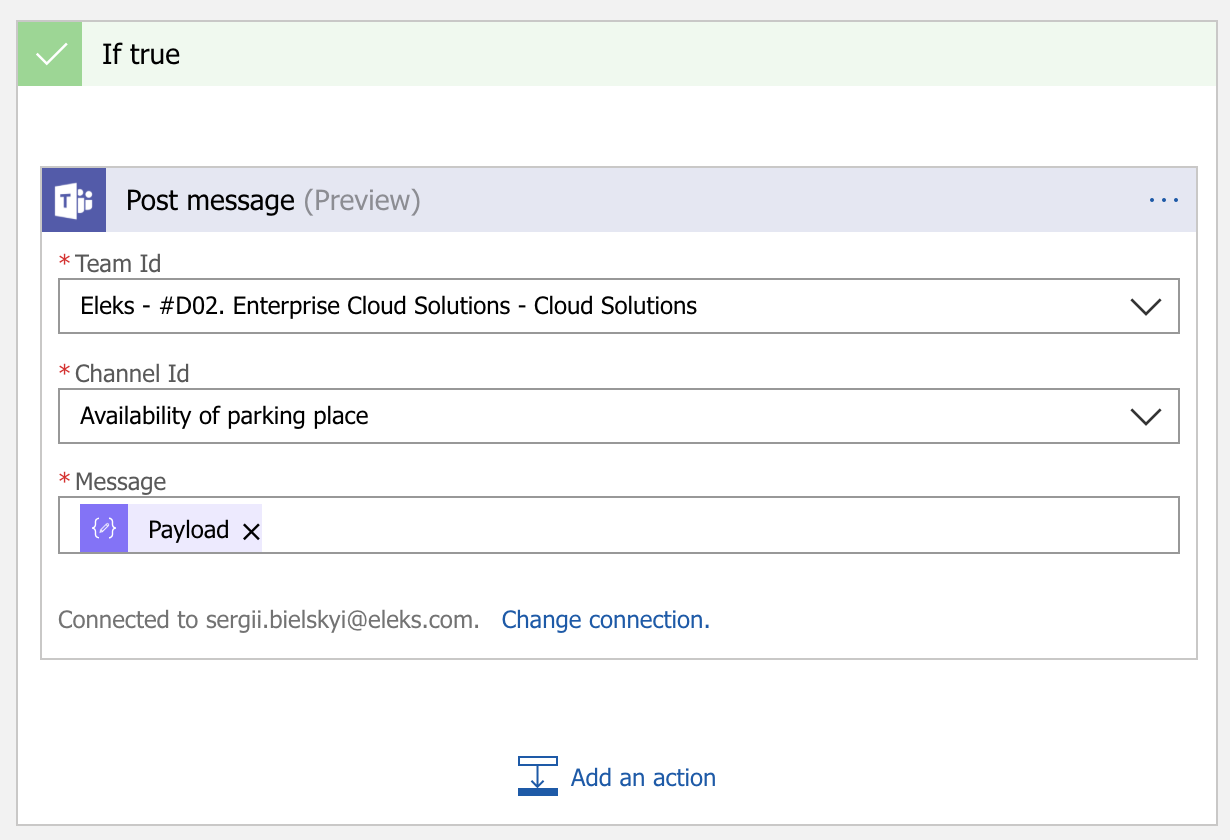 If true
Post message (Preview)
* Team Id
Eleks - #D02. Enterprise Cloud Solutions - Cloud Solutions
* Channel Id
Availability of parking place
* Message
Payload
Connected to sergii.bielskyi@eleks.com. Change connection.
Add an action